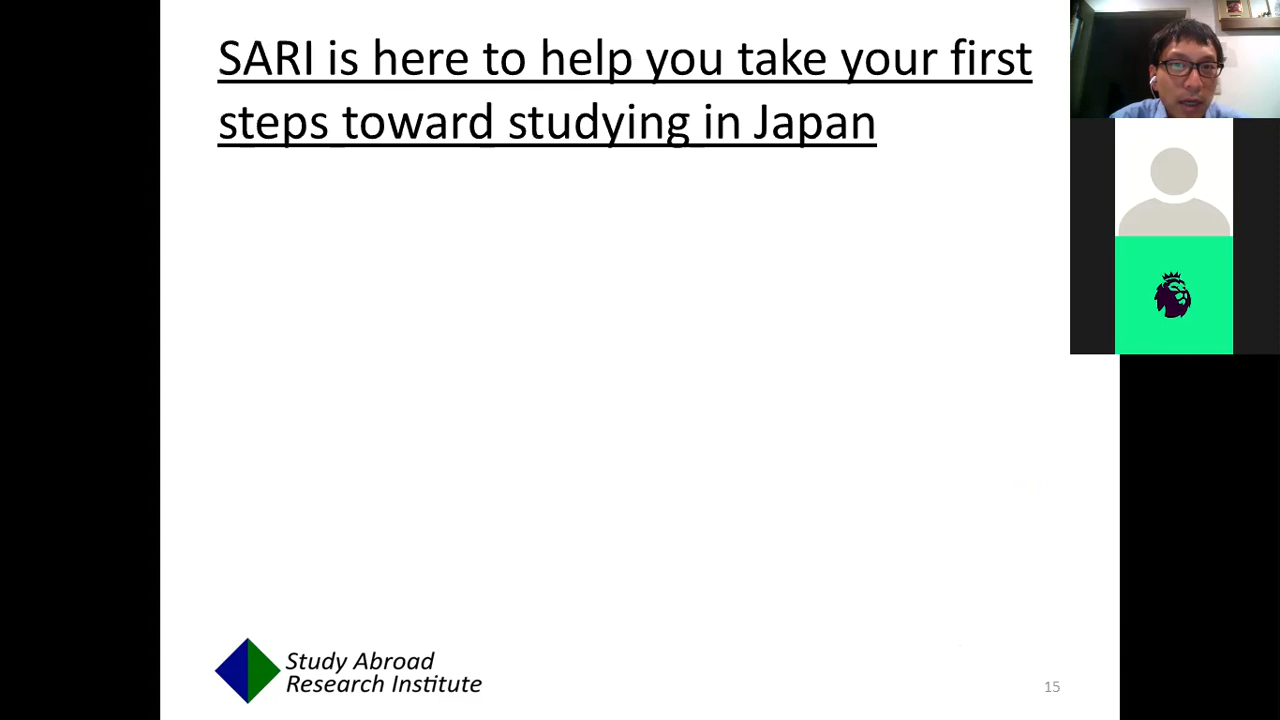 SARI is here to help you take your first
steps toward studying in Japan
Study Abroad
Research Institute
15